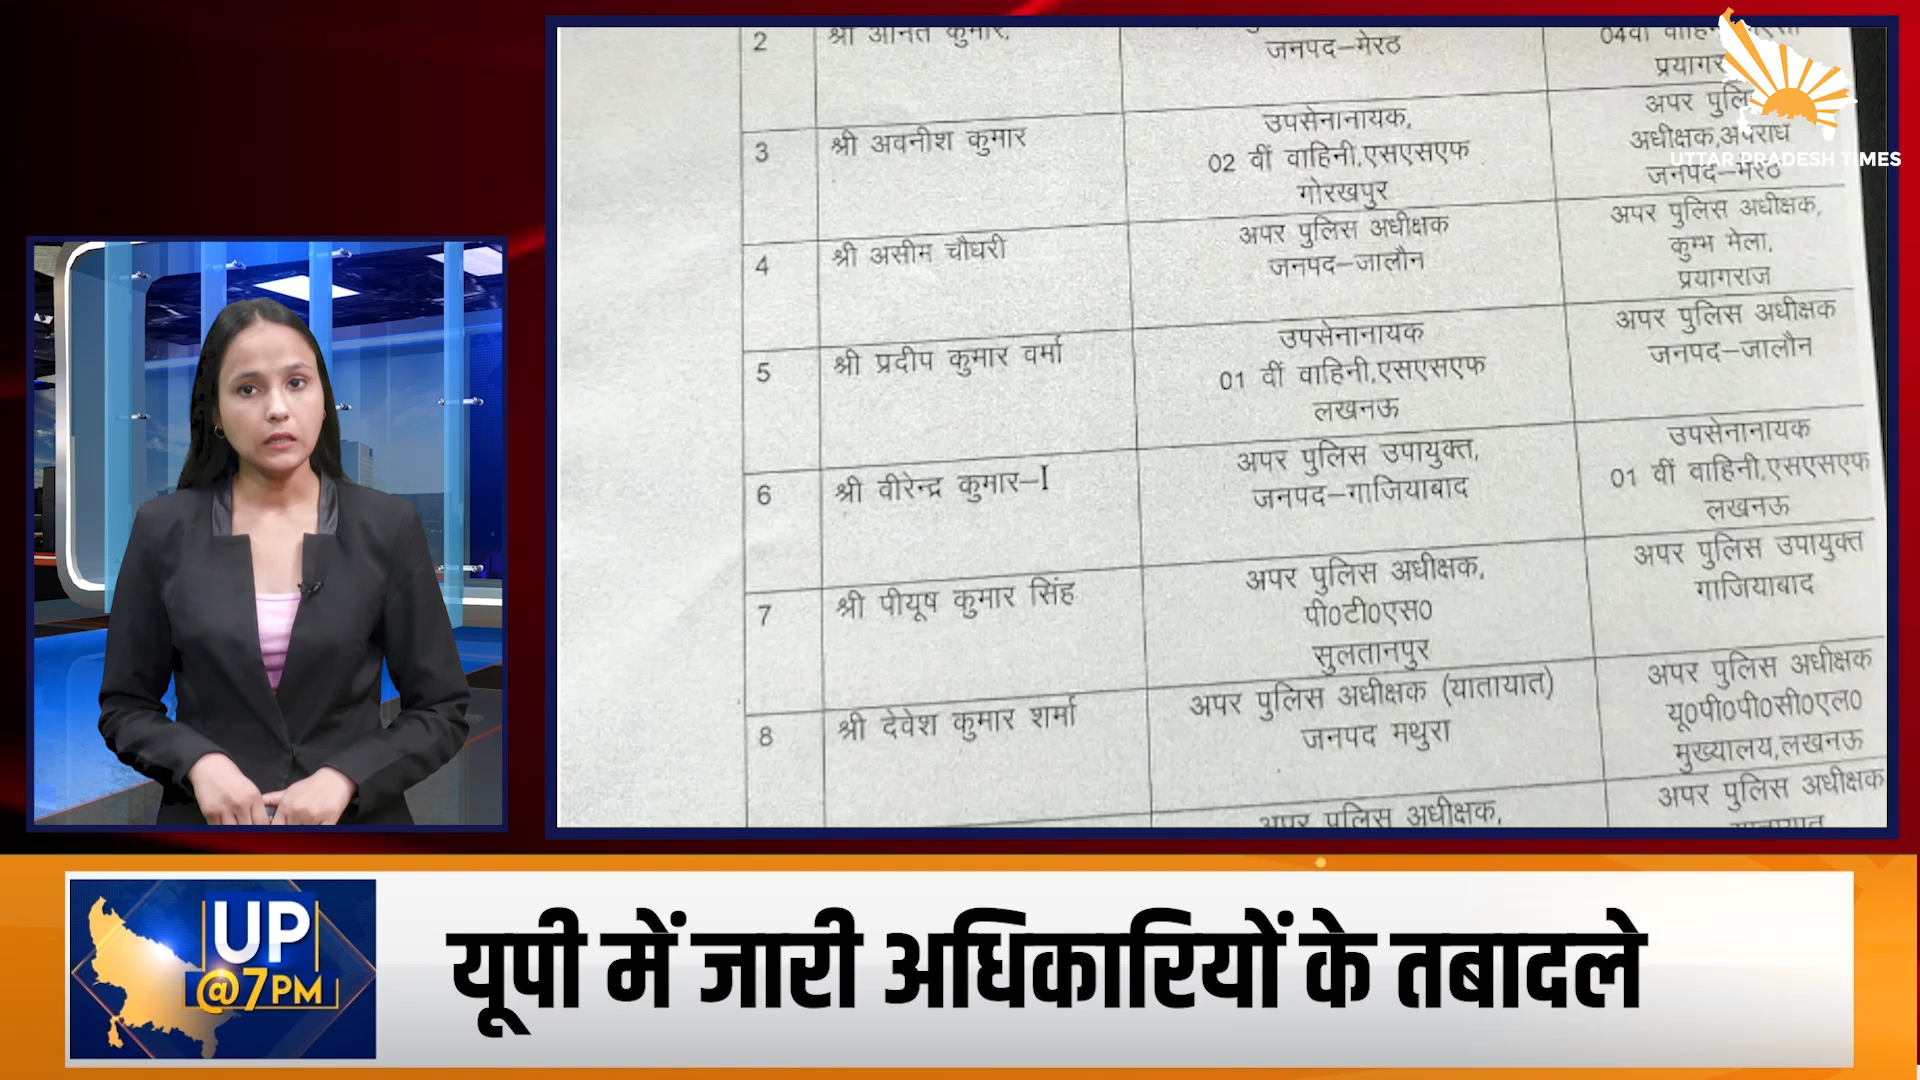 2
श्री अनित कुमार,
जनपद–मेरठ
प्रयागर
3
श्री अवनीश कुमार
उपसेनानायक,
02 वीं वाहिनी,एसएसएफ
गोरखपुर
अपर पुलि
अधीक्षक,अपराध
जनपद–मेरठ
4
श्री असीम चौधरी
अपर पुलिस अधीक्षक
जनपद–जालौन
अपर पुलिस अधीक्षक,
कुम्भ मेला,
प्रयागराज
5
श्री प्रदीप कुमार वर्मा
उपसेनानायक
01 वीं वाहिनी,एसएसएफ
लखनऊ
अपर पुलिस अधीक्षक
जनपद–जालौन
6
श्री वीरेन्द्र कुमार–I
अपर पुलिस उपायुक्त,
जनपद–गाजियाबाद
उपसेनानायक
01 वीं वाहिनी,एसएसएफ
लखनऊ
7
श्री पीयूष कुमार सिंह
अपर पुलिस अधीक्षक,
पी0टी0एस0
सुलतानपुर
अपर पुलिस उपायुक्त
गाजियाबाद
8
श्री देवेश कुमार शर्मा
अपर पुलिस अधीक्षक (यातायात)
जनपद मथुरा
अपर पुलिस अधीक्षक
यू0पी0पी0सी0एल0
मुख्यालय,लखनऊ
अपर पुलिस अधीक्षक,
अपर पुलिस अधीक्षक
UTTAR PRADESH TIMES
UP
@7PM
यूपी में जारी अधिकारियों के तबादले